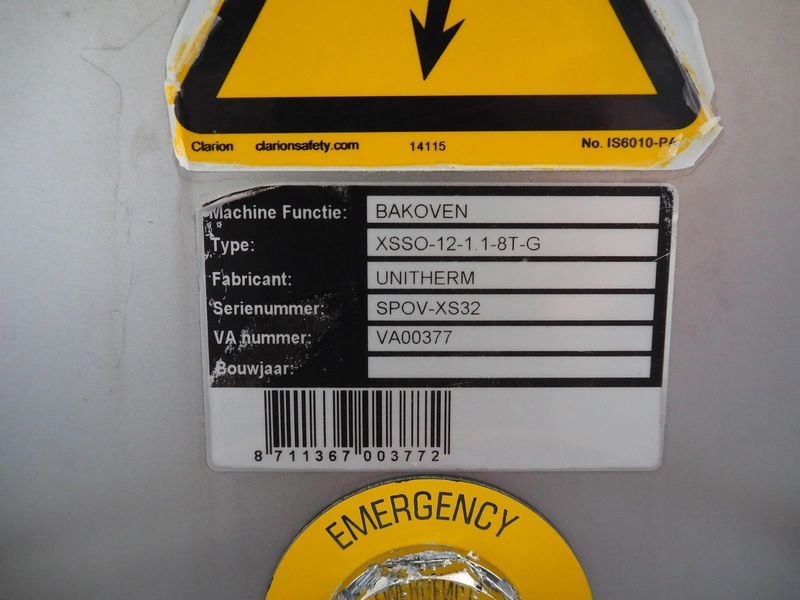 Clarion clarionsafety.com 14115 No. IS6010-P
Machine Functie: BAKOVEN
Type: XSSO-12-1.1-8T-G
Fabricant: UNITHERM
Serienummer: SPOV-XS32
VA nummer: VA00377
Bouwjaar:
8 711367 003772
EMERGENCY
EMERGENC